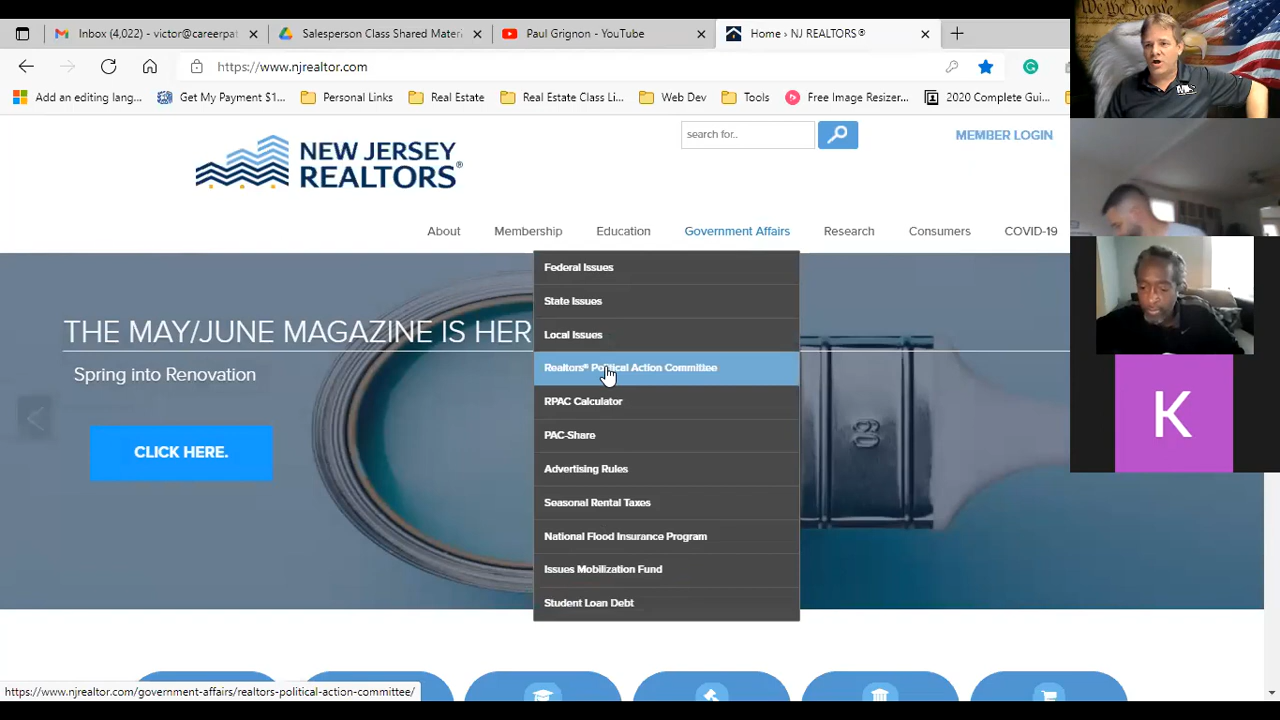 We the People
Inbox (4,022) - victor@careerpa
Salesperson Class Shared Mater
Paul Grignon - YouTube
Home › NJ REALTORS®
https://www.njrealtor.com
Add an editing lang...
Get My Payment $1...
Personal Links
Real Estate
Real Estate Class Li...
Web Dev
Tools
Free Image Resizer...
2020 Complete Gui...
NEW JERSEY
REALTORS®
search for..
MEMBER LOGIN
About
Membership
Education
Government Affairs
Research
Consumers
COVID-19
Federal Issues
State Issues
Local Issues
Realtors® Political Action Committee
RPAC Calculator
PAC-Share
Advertising Rules
Seasonal Rental Taxes
National Flood Insurance Program
Issues Mobilization Fund
Student Loan Debt
THE MAY/JUNE MAGAZINE IS HER
Spring into Renovation
CLICK HERE.
K
https://www.njrealtor.com/government-affairs/realtors-political-action-committee/